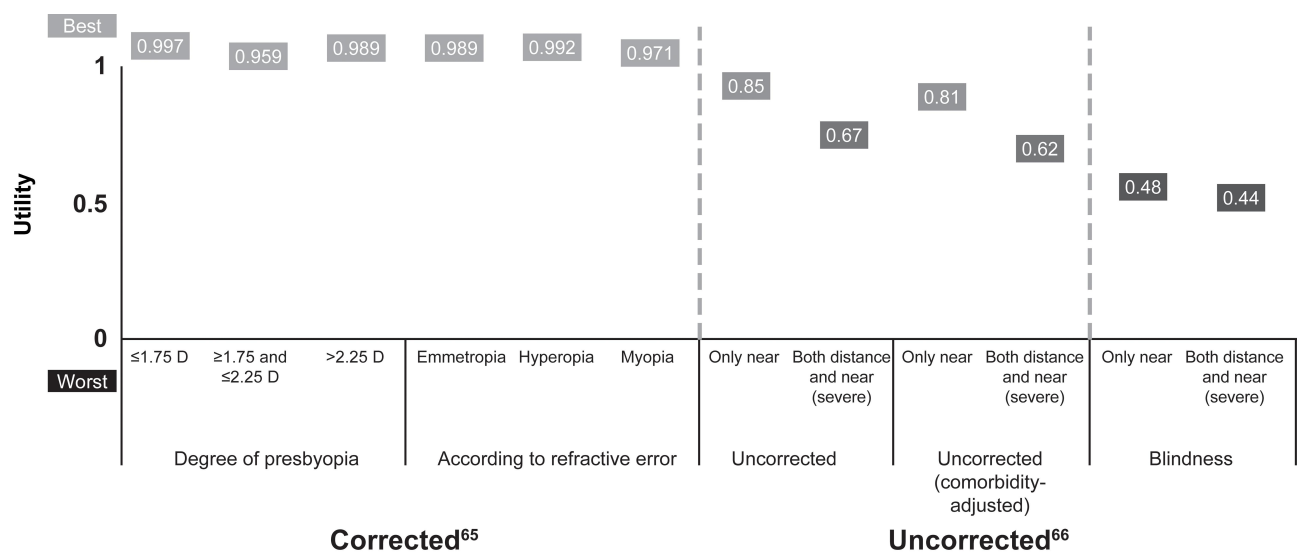 Best
0.997
0.959
0.989
0.989
0.992
0.971
0.85
0.67
0.81
0.62
0.48
0.44
1
0.5
0
Utility
Worst
≤1.75 D
≥1.75 and
≤2.25 D
>2.25 D
Emmetropia
Hyperopia
Myopia
Only near
Both distance
and near
(severe)
Only near
Both distance
and near
(severe)
Only near
Both distance
and near
(severe)
Degree of presbyopia
According to refractive error
Uncorrected
Uncorrected
(comorbidity-
adjusted)
Blindness
Corrected⁶⁵
Uncorrected⁶⁶